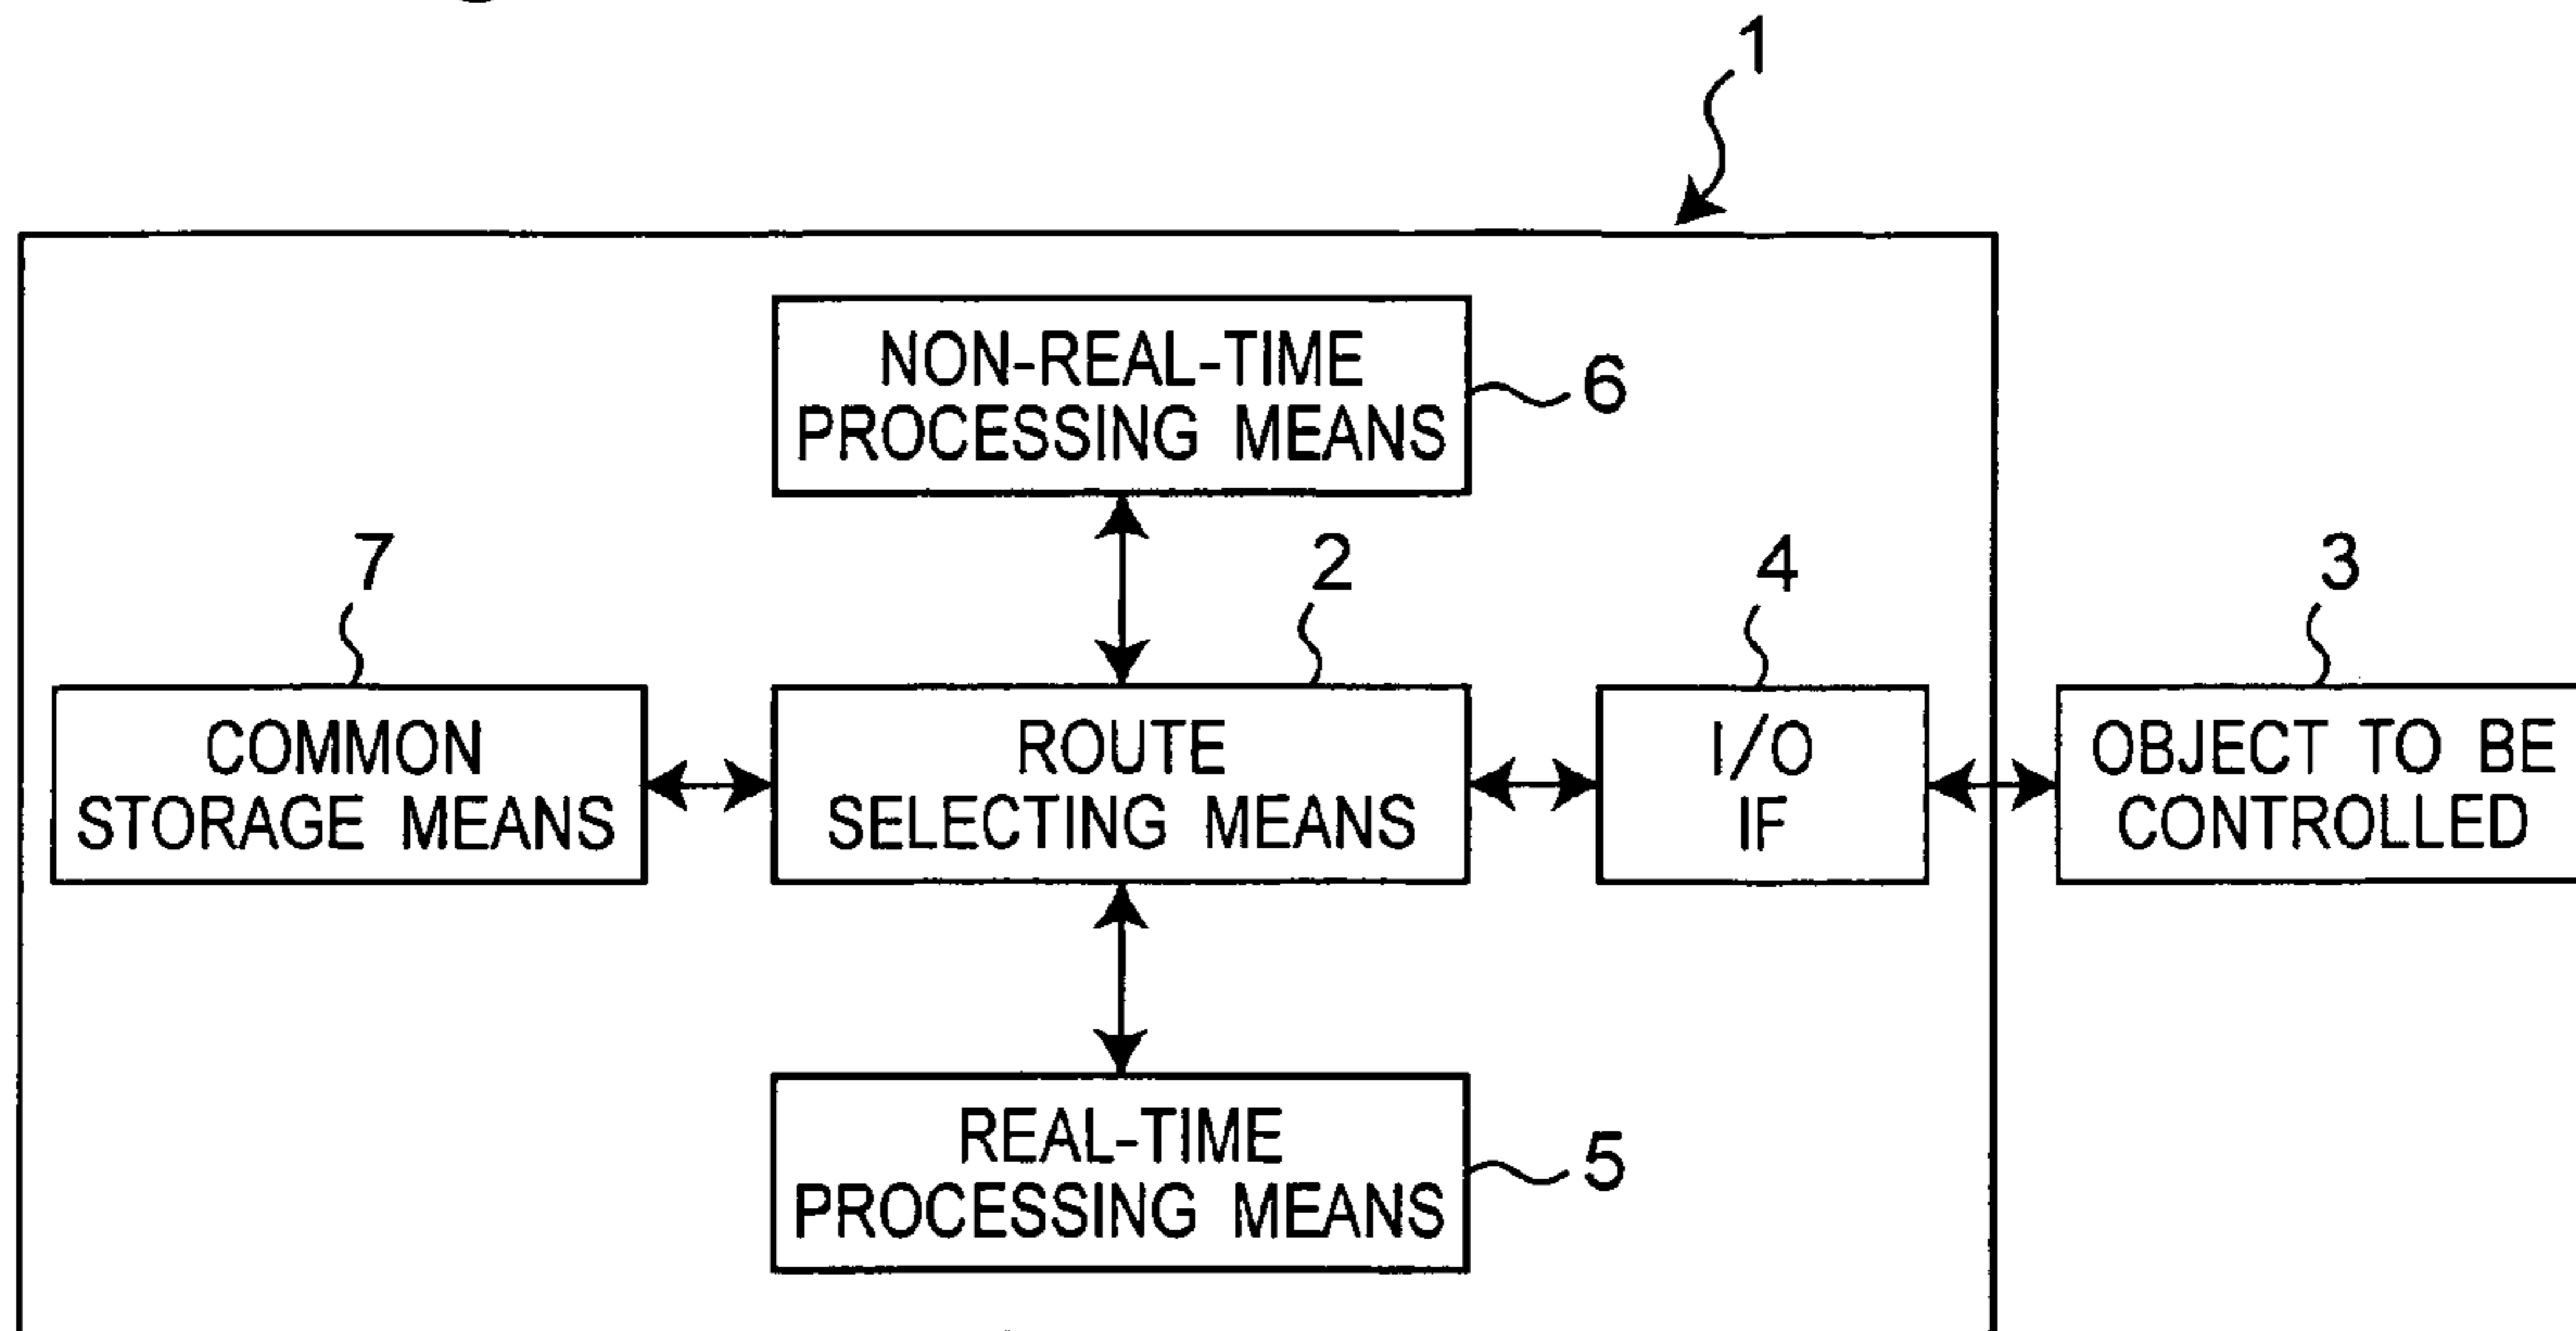 1
NON-REAL-TIME
PROCESSING MEANS
6
7
2
4
3
COMMON
STORAGE MEANS
ROUTE
SELECTING MEANS
I/O
IF
OBJECT TO BE
CONTROLLED
REAL-TIME
PROCESSING MEANS
5